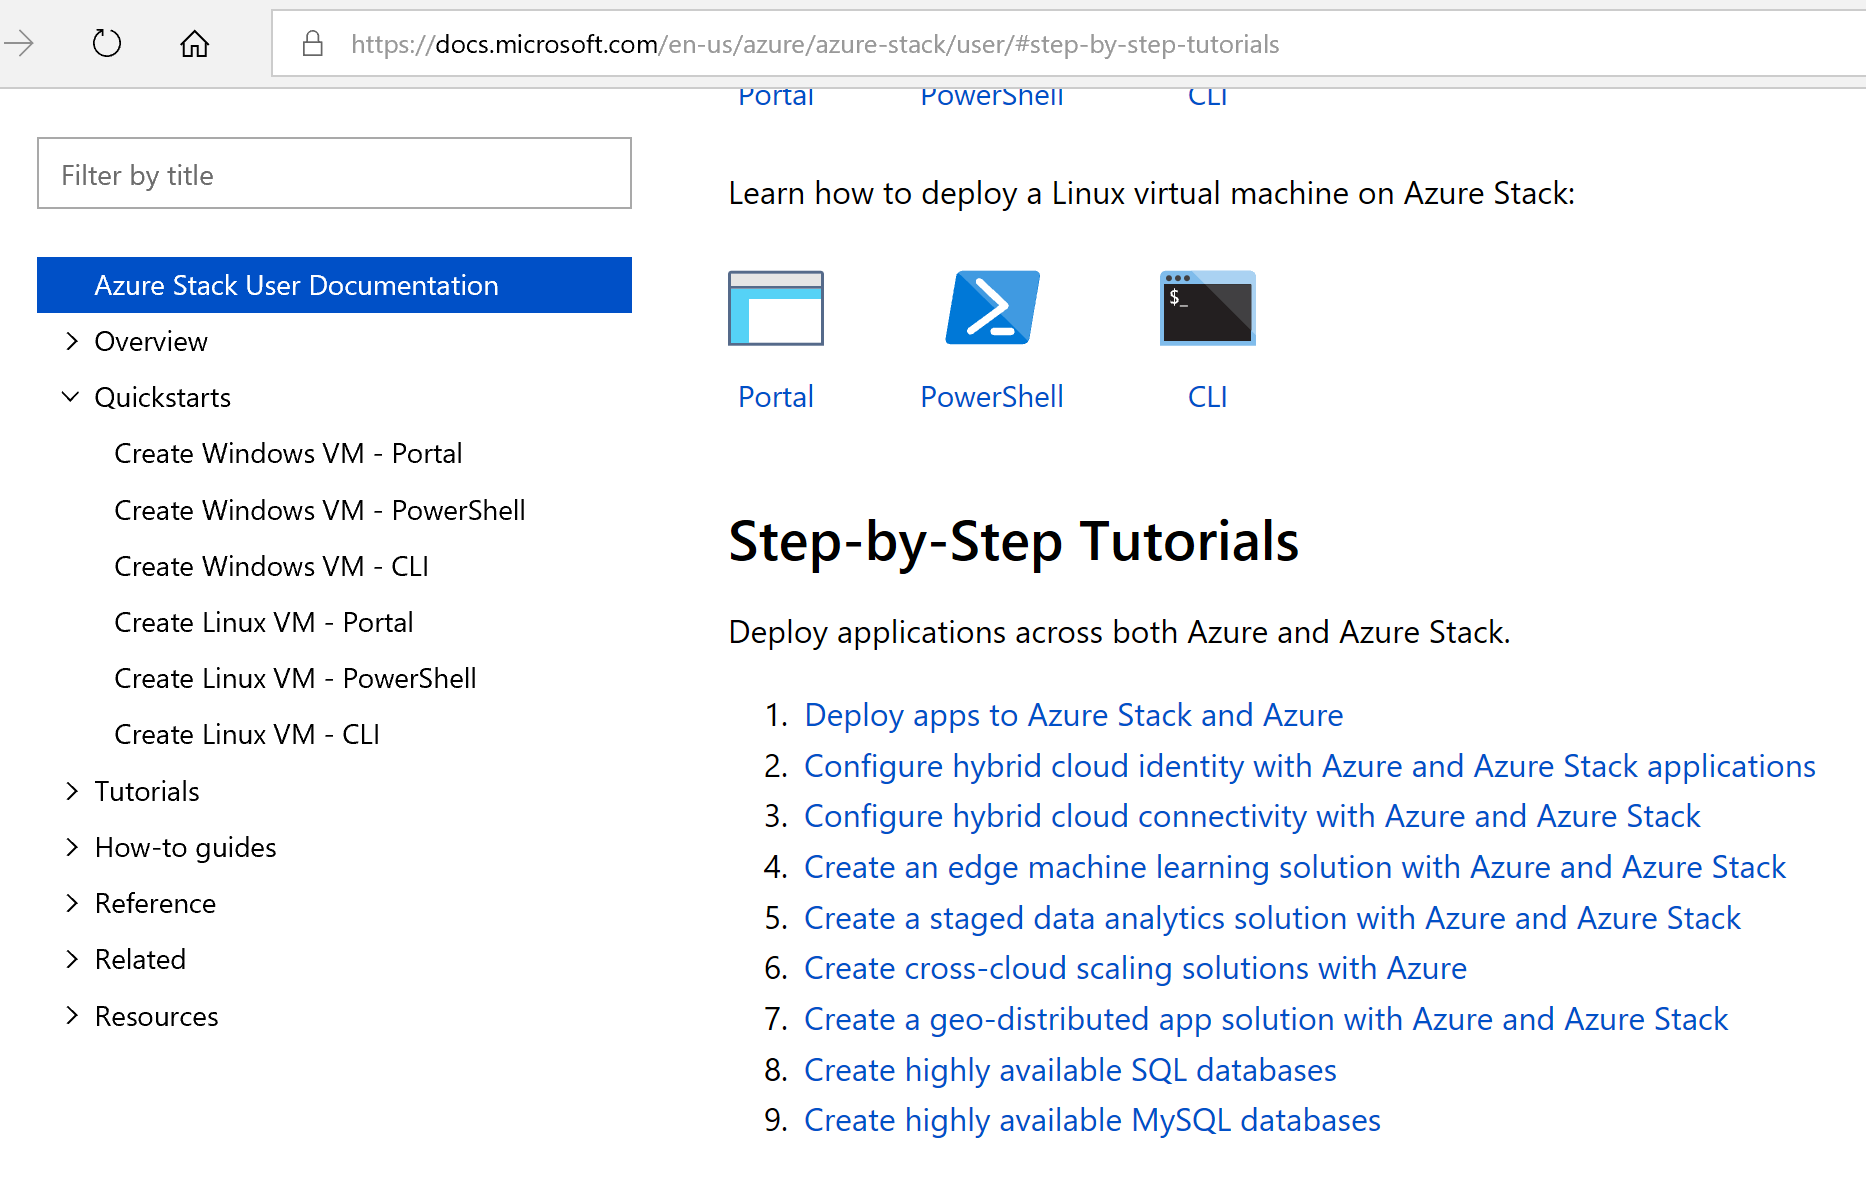 https://docs.microsoft.com/en-us/azure/azure-stack/user/#step-by-step-tutorials
Portal PowerShell CLI
Filter by title
Learn how to deploy a Linux virtual machine on Azure Stack:
Azure Stack User Documentation
Overview
Quickstarts
Create Windows VM - Portal
Create Windows VM - PowerShell
Create Windows VM - CLI
Create Linux VM - Portal
Create Linux VM - PowerShell
Create Linux VM - CLI
Tutorials
How-to guides
Reference
Related
Resources
$_
Portal PowerShell CLI
Step-by-Step Tutorials
Deploy applications across both Azure and Azure Stack.
1. Deploy apps to Azure Stack and Azure
2. Configure hybrid cloud identity with Azure and Azure Stack applications
3. Configure hybrid cloud connectivity with Azure and Azure Stack
4. Create an edge machine learning solution with Azure and Azure Stack
5. Create a staged data analytics solution with Azure and Azure Stack
6. Create cross-cloud scaling solutions with Azure
7. Create a geo-distributed app solution with Azure and Azure Stack
8. Create highly available SQL databases
9. Create highly available MySQL databases